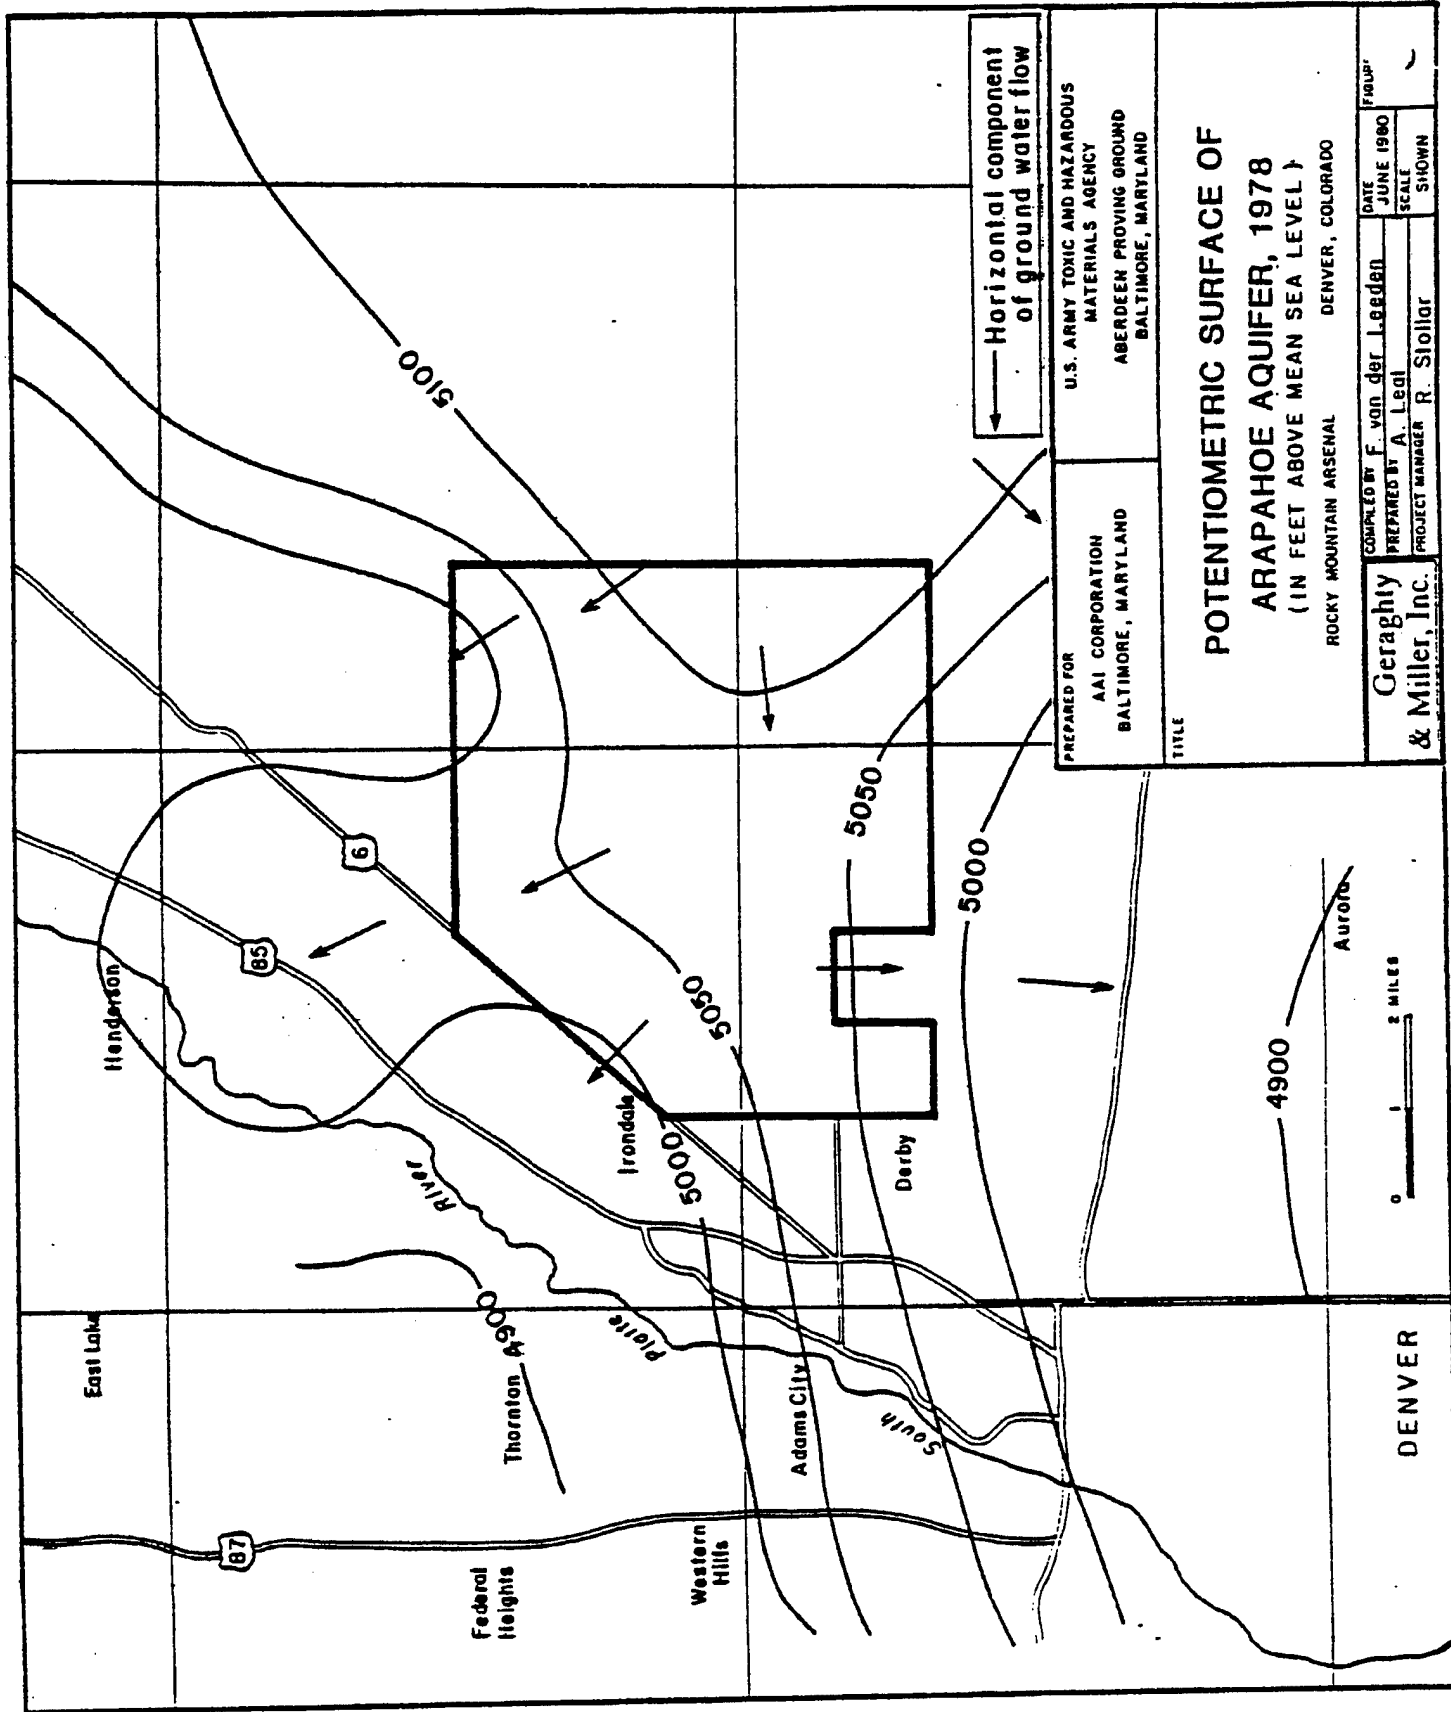 East Lake
Henderson
87
85
6
Thornton
4900
River
Platte
South
Federal
Heights
Western
Hills
Adams City
Irondale
Derby
5000
5050
5100
5050
5000
4900
Aurora
DENVER
0 1 2 MILES
Horizontal component
of ground water flow
PREPARED FOR
AAI CORPORATION
BALTIMORE, MARYLAND
U.S. ARMY TOXIC AND HAZARDOUS
MATERIALS AGENCY
ABERDEEN PROVING GROUND
BALTIMORE, MARYLAND
TITLE
POTENTIOMETRIC SURFACE OF
ARAPAHOE AQUIFER, 1978
(IN FEET ABOVE MEAN SEA LEVEL)
ROCKY MOUNTAIN ARSENAL DENVER, COLORADO
Geraghty
& Miller, Inc.
COMPILED BY F. van der Leeden
PREPARED BY A. Leal
PROJECT MANAGER R. Stollar
DATE
JUNE 1980
SCALE
SHOWN
FIGURE